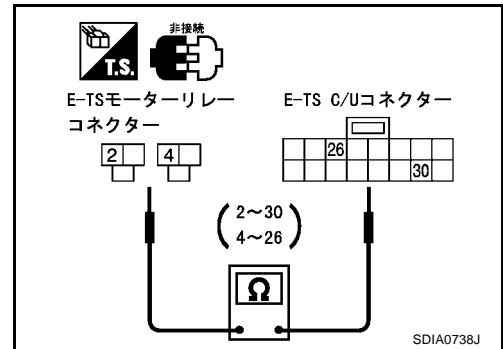 非接続
T.S.
E-TSモーターリレー
コネクター
E-TS C/Uコネクター
2 4
26
30
2～30
4～26
Ω
SDIA0738J